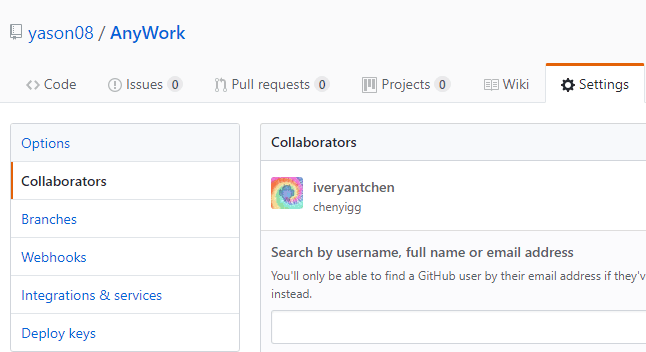 yason08 / AnyWork
Code Issues 0 Pull requests 0 Projects 0 Wiki Settings
Options
Collaborators
Branches
Webhooks
Integrations & services
Deploy keys
Collaborators
iveryantchen
chenyigg
Search by username, full name or email address
You'll only be able to find a GitHub user by their email address if they'v
instead.